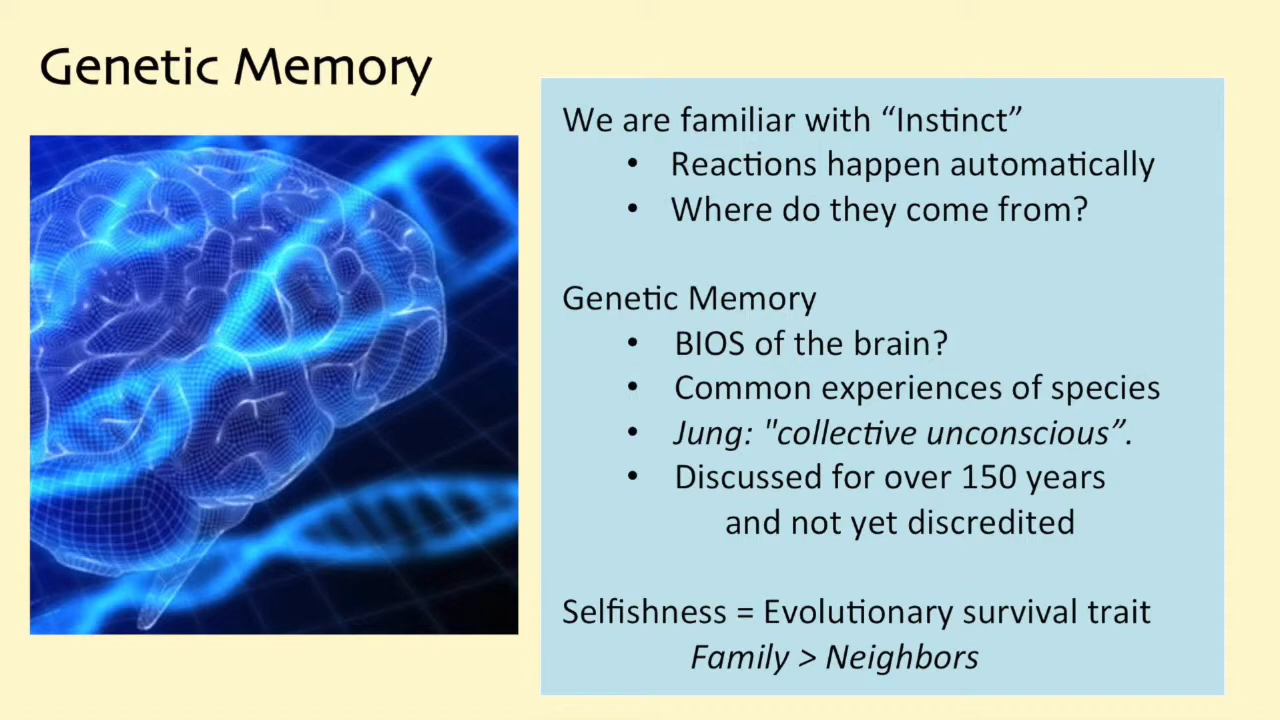 Genetic Memory
We are familiar with “Instinct”
• Reactions happen automatically
• Where do they come from?
Genetic Memory
• BIOS of the brain?
• Common experiences of species
• Jung: "collective unconscious”.
• Discussed for over 150 years
and not yet discredited
Selfishness = Evolutionary survival trait
Family > Neighbors